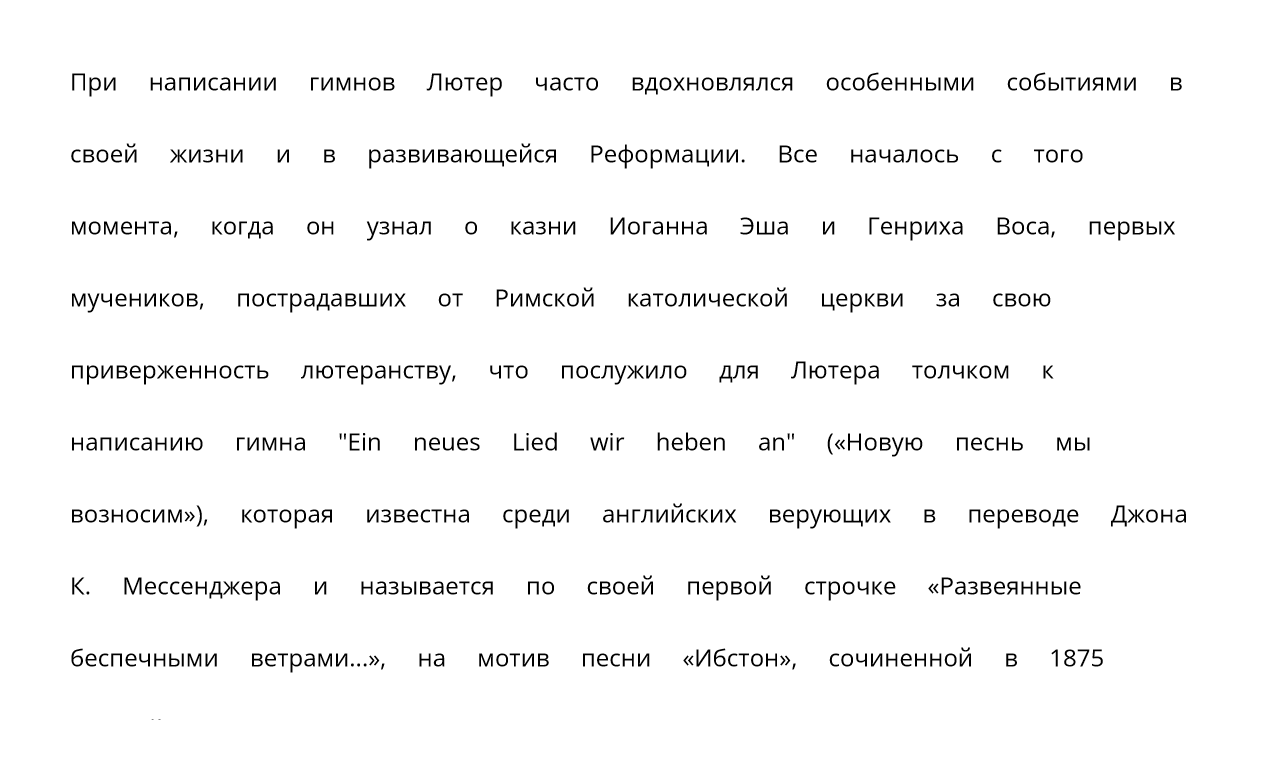 При написании гимнов Лютер часто вдохновлялся особенными событиями в
своей жизни и в развивающейся Реформации. Все началось с того
момента, когда он узнал о казни Иоганна Эша и Генриха Воса, первых
мучеников, пострадавших от Римской католической церкви за свою
приверженность лютеранству, что послужило для Лютера толчком к
написанию гимна "Ein neues Lied wir heben an" («Новую песнь мы
возносим»), которая известна среди английских верующих в переводе Джона
К. Мессенджера и называется по своей первой строчке «Развеянные
беспечными ветрами...», на мотив песни «Ибстон», сочиненной в 1875